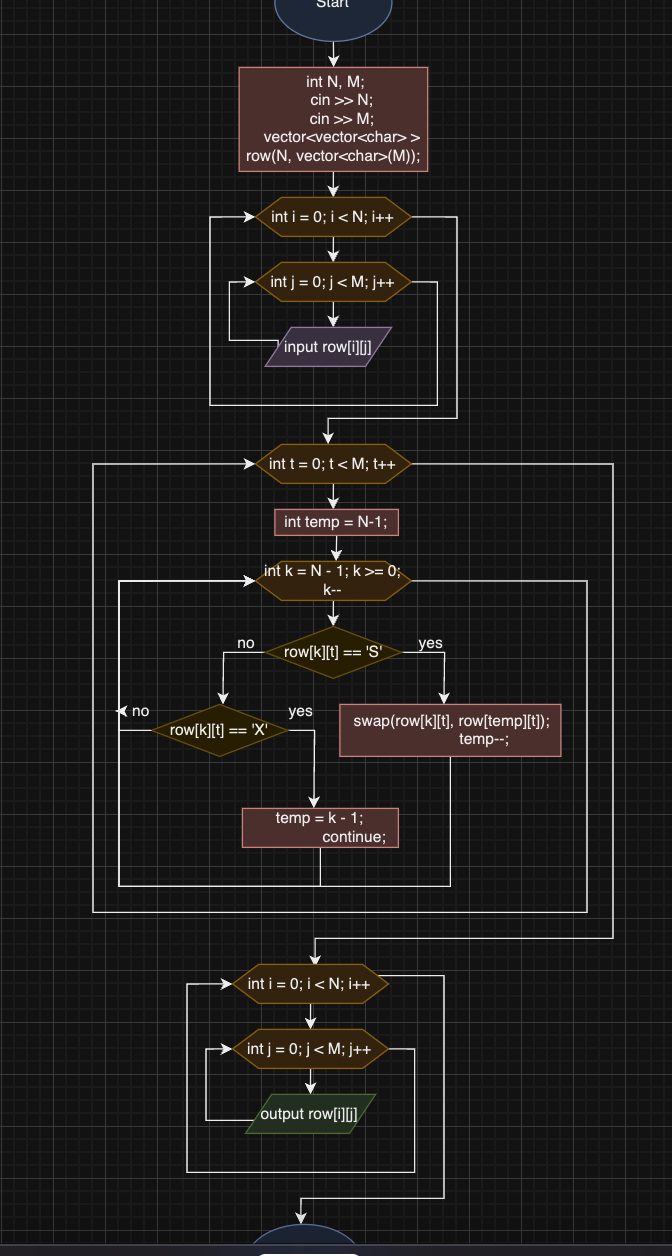 Start
int N, M;
cin >> N;
cin >> M;
vector<vector<char> >
row(N, vector<char>(M));
int i = 0; i < N; i++
int j = 0; j < M; j++
input row[i][j]
int t = 0; t < M; t++
int temp = N-1;
int k = N - 1; k >= 0;
k--
no
row[k][t] == 'S'
yes
no
row[k][t] == 'X'
yes
swap(row[k][t], row[temp][t]);
temp--;
temp = k - 1;
continue;
int i = 0; i < N; i++
int j = 0; j < M; j++
output row[i][j]